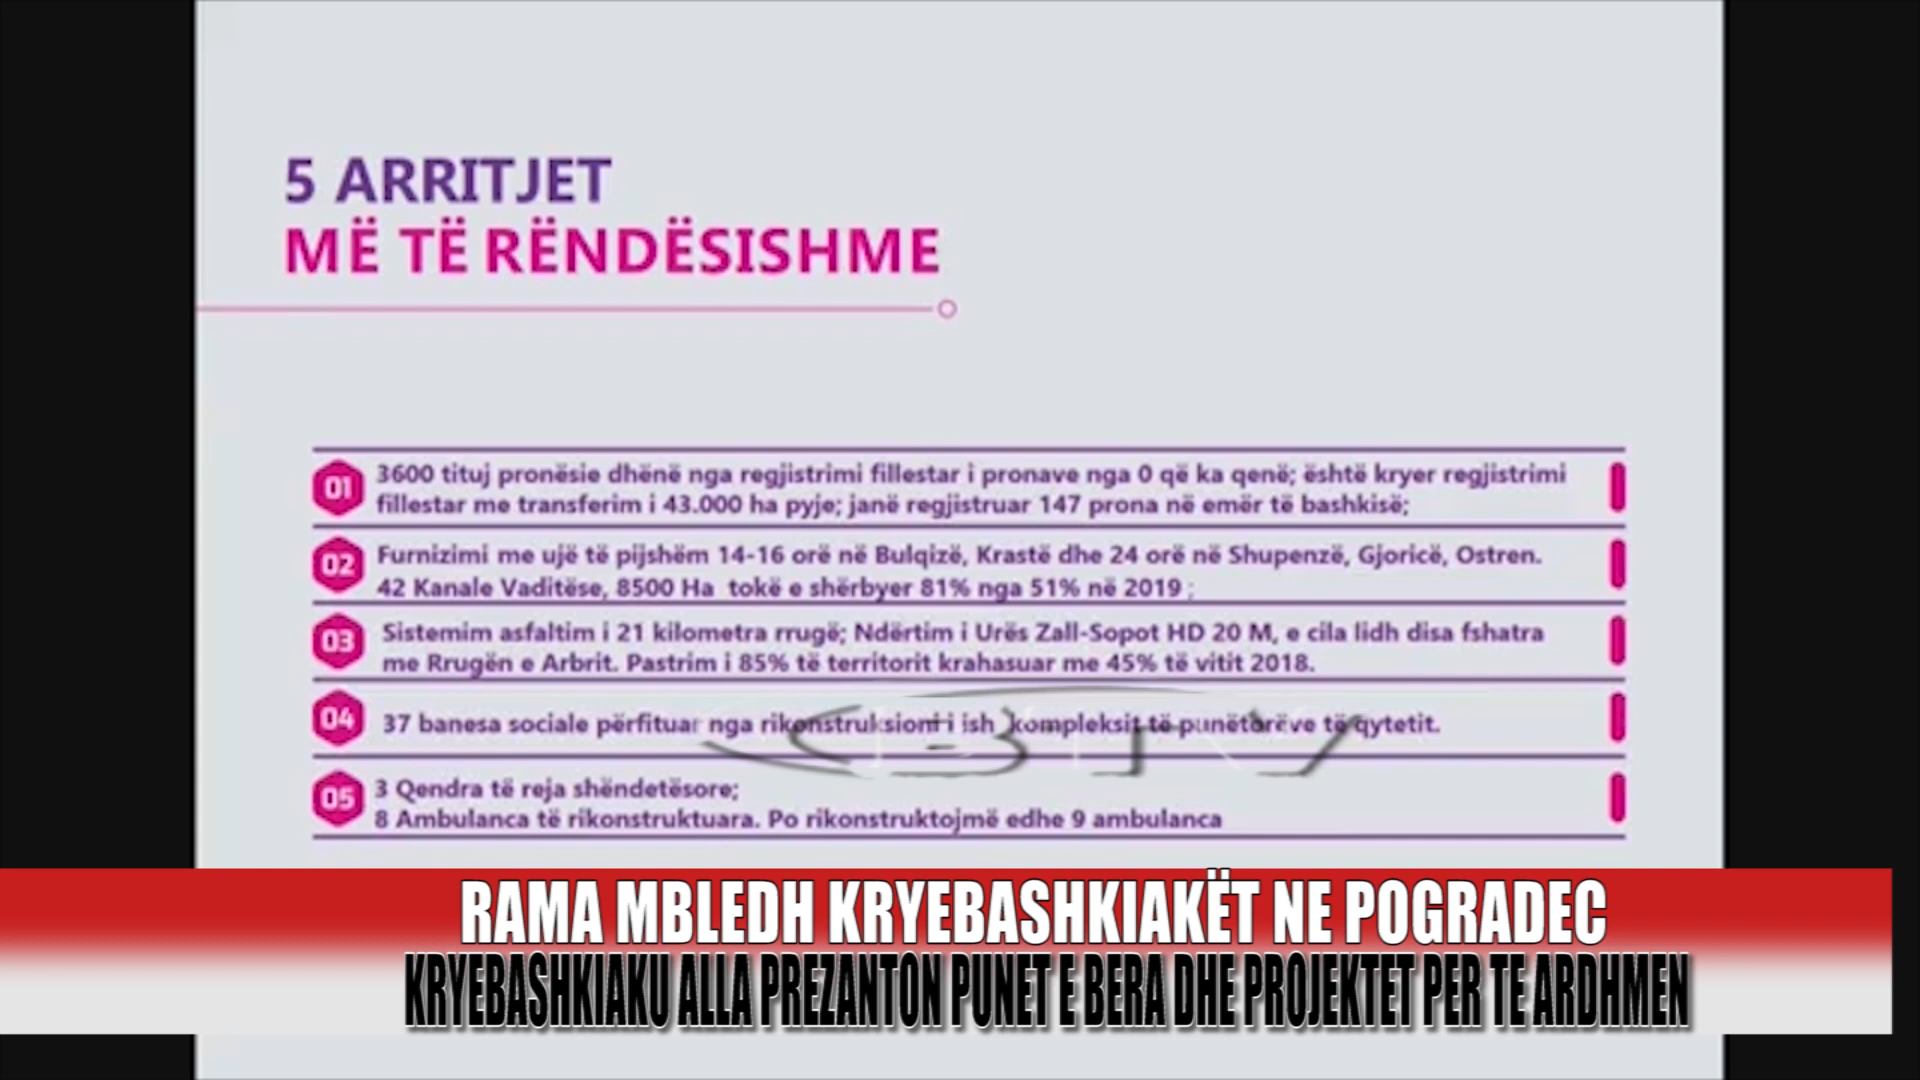 5 ARRITJET
MË TË RËNDËSISHME
01 3600 tituj pronësie dhënë nga regjistrimi fillestar i pronave nga 0 që ka qenë; është kryer regjistrimi
fillestar me transferim i 43.000 ha pyje; janë regjistruar 147 prona në emër të bashkisë;
02 Furnizimi me ujë të pijshëm 14-16 orë në Bulqizë, Krastë dhe 24 orë në Shupenzë, Gjoricë, Ostren.
42 Kanale Vaditëse, 8500 Ha tokë e shërbyer 81% nga 51% në 2019 ;
03 Sistemim asfaltim i 21 kilometra rrugë; Ndërtim i Urës Zall-Sopot HD 20 M, e cila lidh disa fshatra
me Rrugën e Arbrit. Pastrim i 85% të territorit krahasuar me 45% të vitit 2018.
04 37 banesa sociale përfituar nga rikonstruksioni i ish kompleksit të punëtorëve të qytetit.
BTV
05 3 Qendra të reja shëndetësore;
8 Ambulanca të rikonstruktuara. Po rikonstruktojmë edhe 9 ambulanca
RAMA MBLEDH KRYEBASHKIAKËT NE POGRADEC
KRYEBASHKIAKU ALLA PREZANTON PUNET E BERA DHE PROJEKTET PER TE ARDHMEN